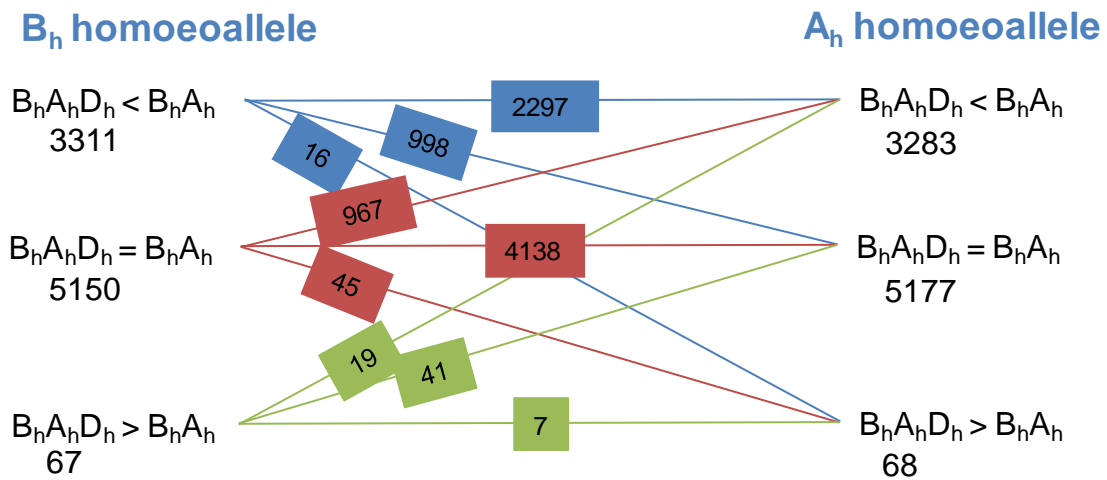 Bh homoeoallele
Ah homoeoallele
BhAhDh < BhAh
3311
2297
998
16
BhAhDh < BhAh
3283
967
BhAhDh = BhAh
5150
4138
45
BhAhDh = BhAh
5177
19
41
BhAhDh > BhAh
67
7
BhAhDh > BhAh
68